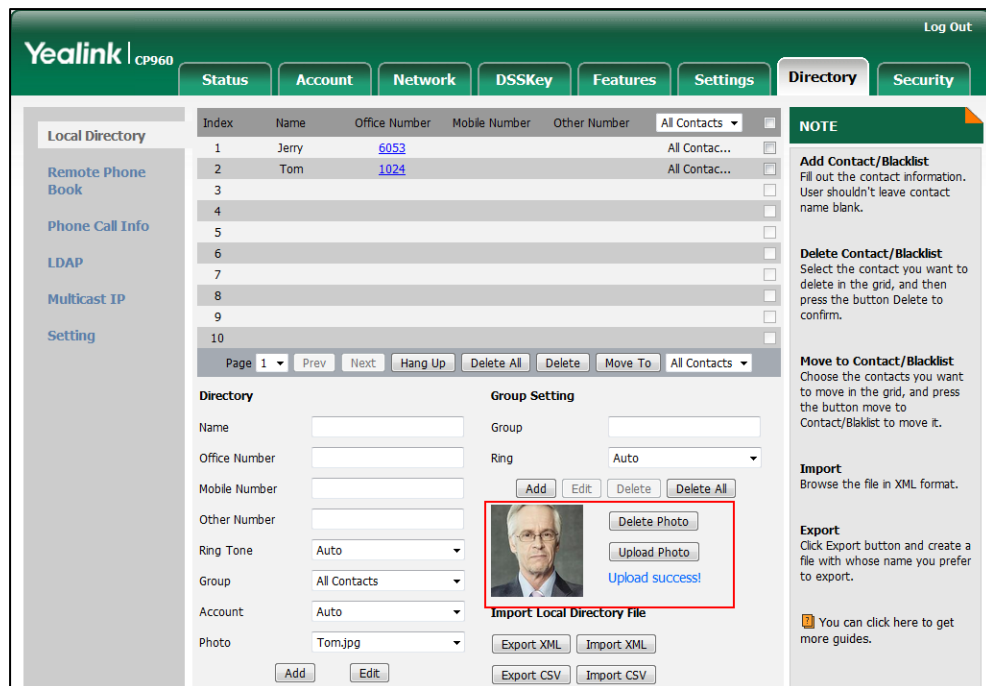 Log Out
Yealink | CP960
Status Account Network DSSKey Features Settings Directory Security
Local Directory
Remote Phone
Book
Phone Call Info
LDAP
Multicast IP
Setting
Index Name Office Number Mobile Number Other Number All Contacts
1 Jerry 6053 All Contac...
2 Tom 1024 All Contac...
3
4
5
6
7
8
9
10
Page 1 Prev Next Hang Up Delete All Delete Move To All Contacts
Directory
Name
Office Number
Mobile Number
Other Number
Ring Tone Auto
Group All Contacts
Account Auto
Photo Tom.jpg
Add Edit
Group Setting
Group
Ring Auto
Add Edit Delete Delete All
Delete Photo
Upload Photo
Upload success!
Import Local Directory File
Export XML Import XML
Export CSV Import CSV
NOTE
Add Contact/Blacklist
Fill out the contact information.
User shouldn't leave contact
name blank.
Delete Contact/Blacklist
Select the contact you want to
delete in the grid, and then
press the button Delete to
confirm.
Move to Contact/Blacklist
Choose the contacts you want
to move in the grid, and press
the button move to
Contact/Blaklist to move it.
Import
Browse the file in XML format.
Export
Click Export button and create a
file with whose name you prefer
to export.
You can click here to get
more guides.